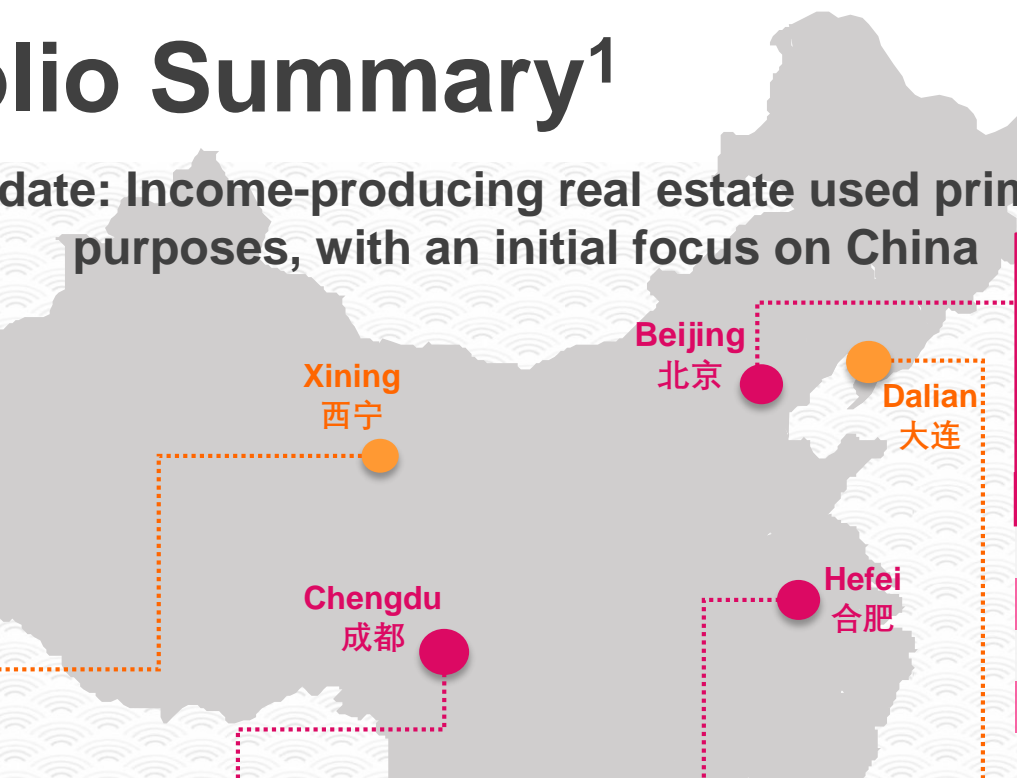 olio Summary¹
date: Income-producing real estate used prim
purposes, with an initial focus on China
Beijing
北京
Xining
西宁
Dalian
大连
Hefei
合肥
Chengdu
成都